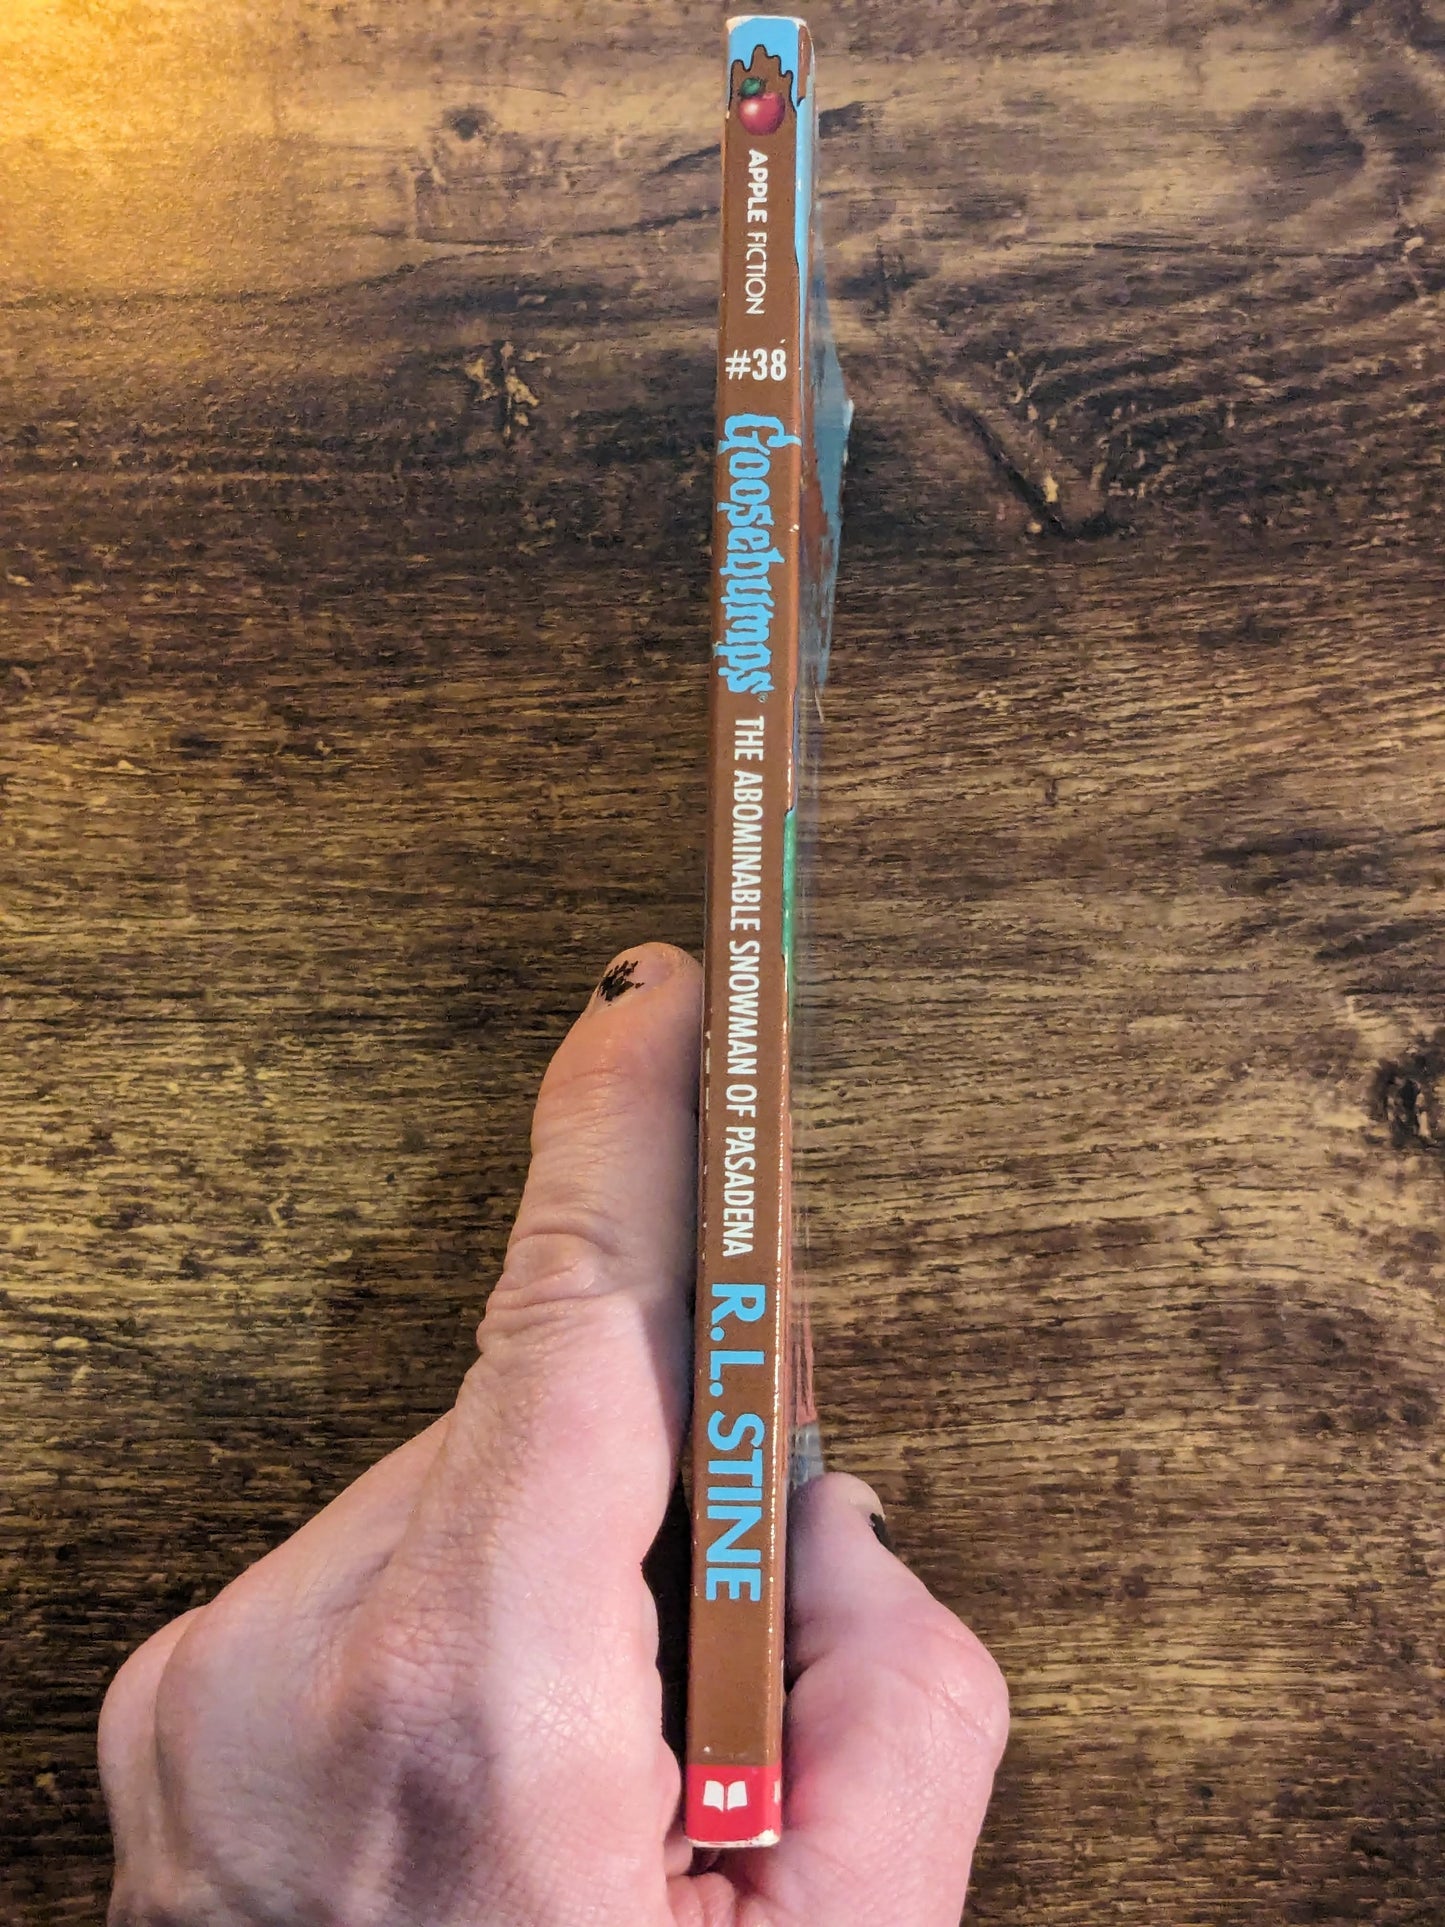 APPLE FICTION
#38
Goosebumps®
THE ABOMINABLE SNOWMAN OF PASADENA
R.L. STINE